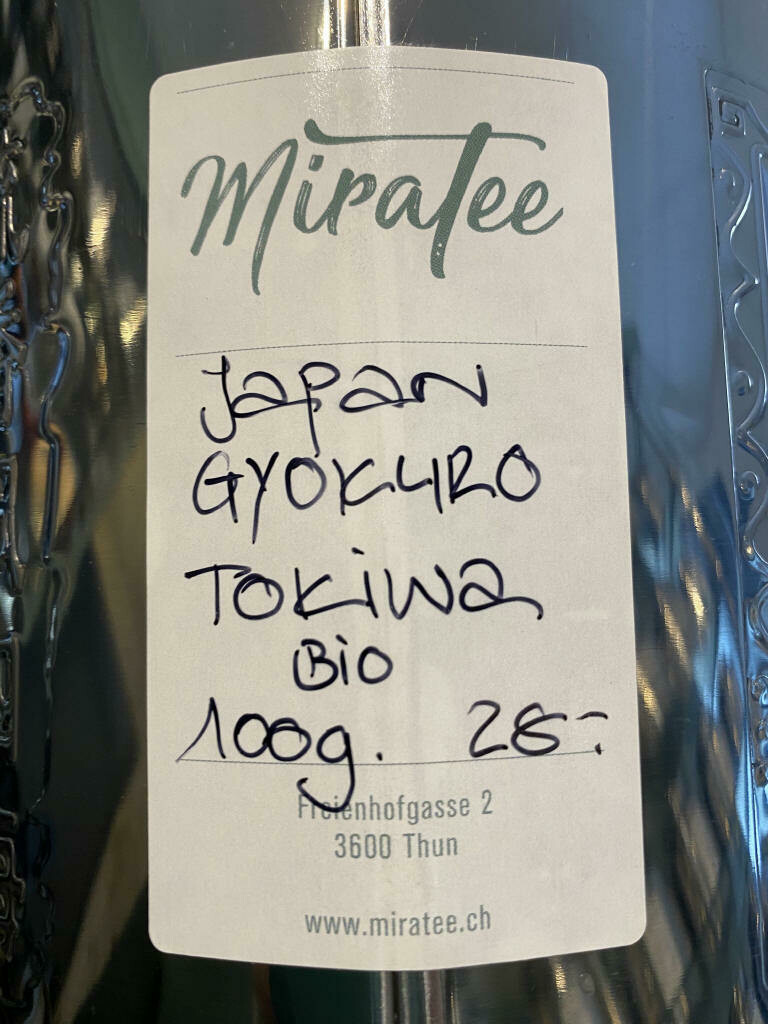 Miratee
Japan
GYOKURO
TOKiWa
BiO
100g. 28.-
Freienhofgasse 2
3600 Thun
www.miratee.ch